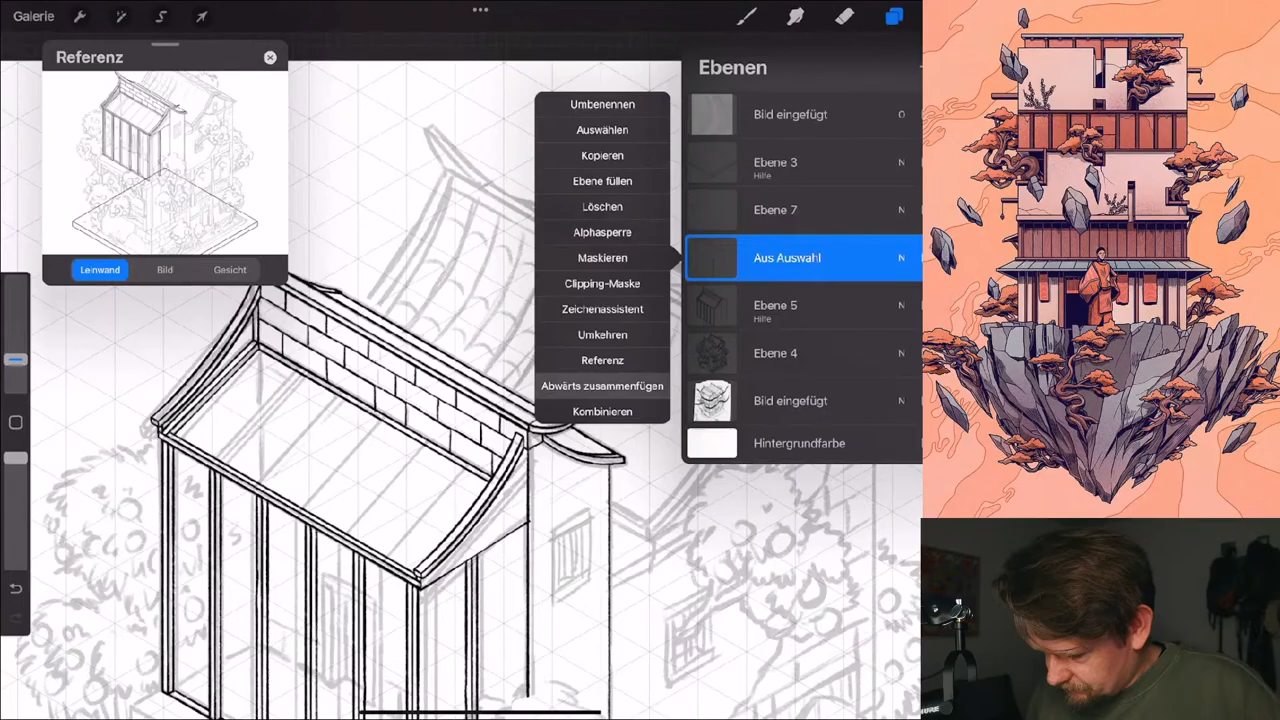 Galerie
Referenz
Leinwand
Bild
Gesicht
Umbenennen
Auswählen
Kopieren
Ebene füllen
Löschen
Alphasperre
Maskieren
Clipping-Maske
Zeichenassistent
Umkehren
Referenz
Abwärts zusammenfügen
Kombinieren
Ebenen
Bild eingefügt
O
Ebene 3
N
Hilfe
Ebene 7
N
Aus Auswahl
N
Ebene 5
N
Hilfe
Ebene 4
N
Bild eingefügt
N
Hintergrundfarbe